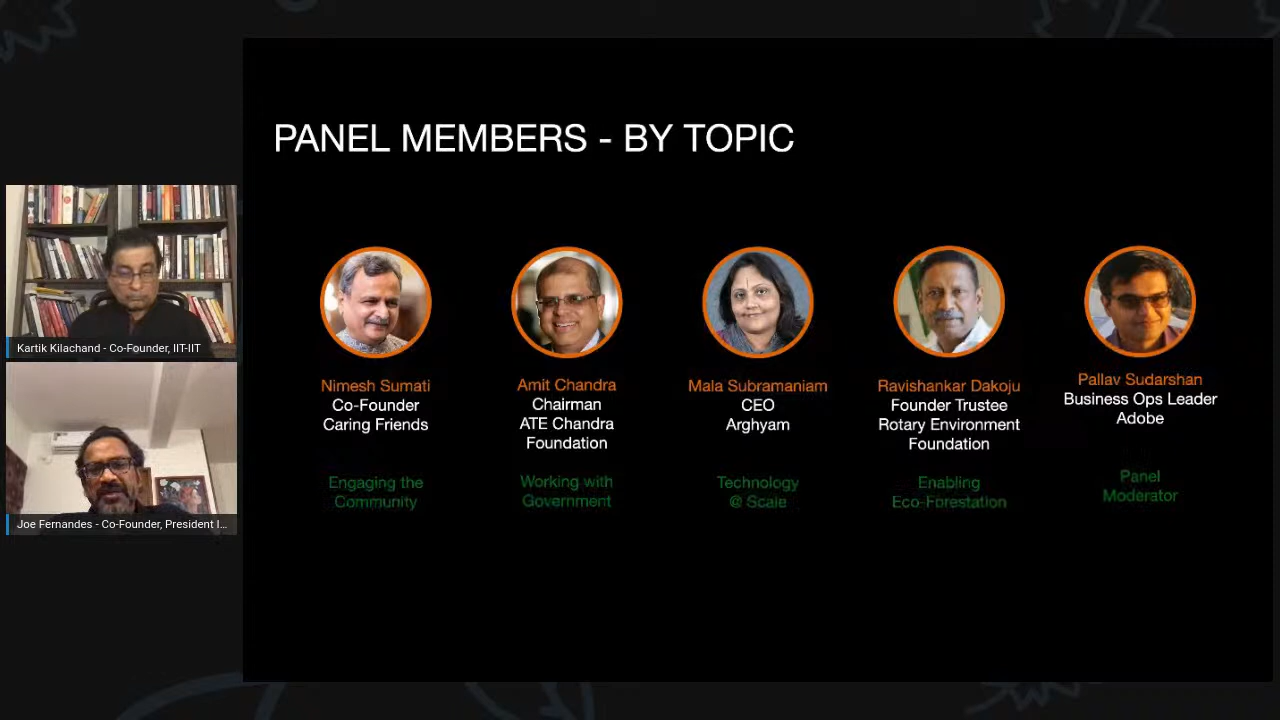 PANEL MEMBERS - BY TOPIC
Kartik Kilachand - Co-Founder, IIT-IIT
Joe Fernandes - Co-Founder, President I...
Nimesh Sumati
Co-Founder
Caring Friends
Engaging the
Community
Amit Chandra
Chairman
ATE Chandra
Foundation
Working with
Government
Mala Subramaniam
CEO
Arghyam
Technology
@ Scale
Ravishankar Dakoju
Founder Trustee
Rotary Environment
Foundation
Enabling
Eco-Forestation
Pallav Sudarshan
Business Ops Leader
Adobe
Panel
Moderator